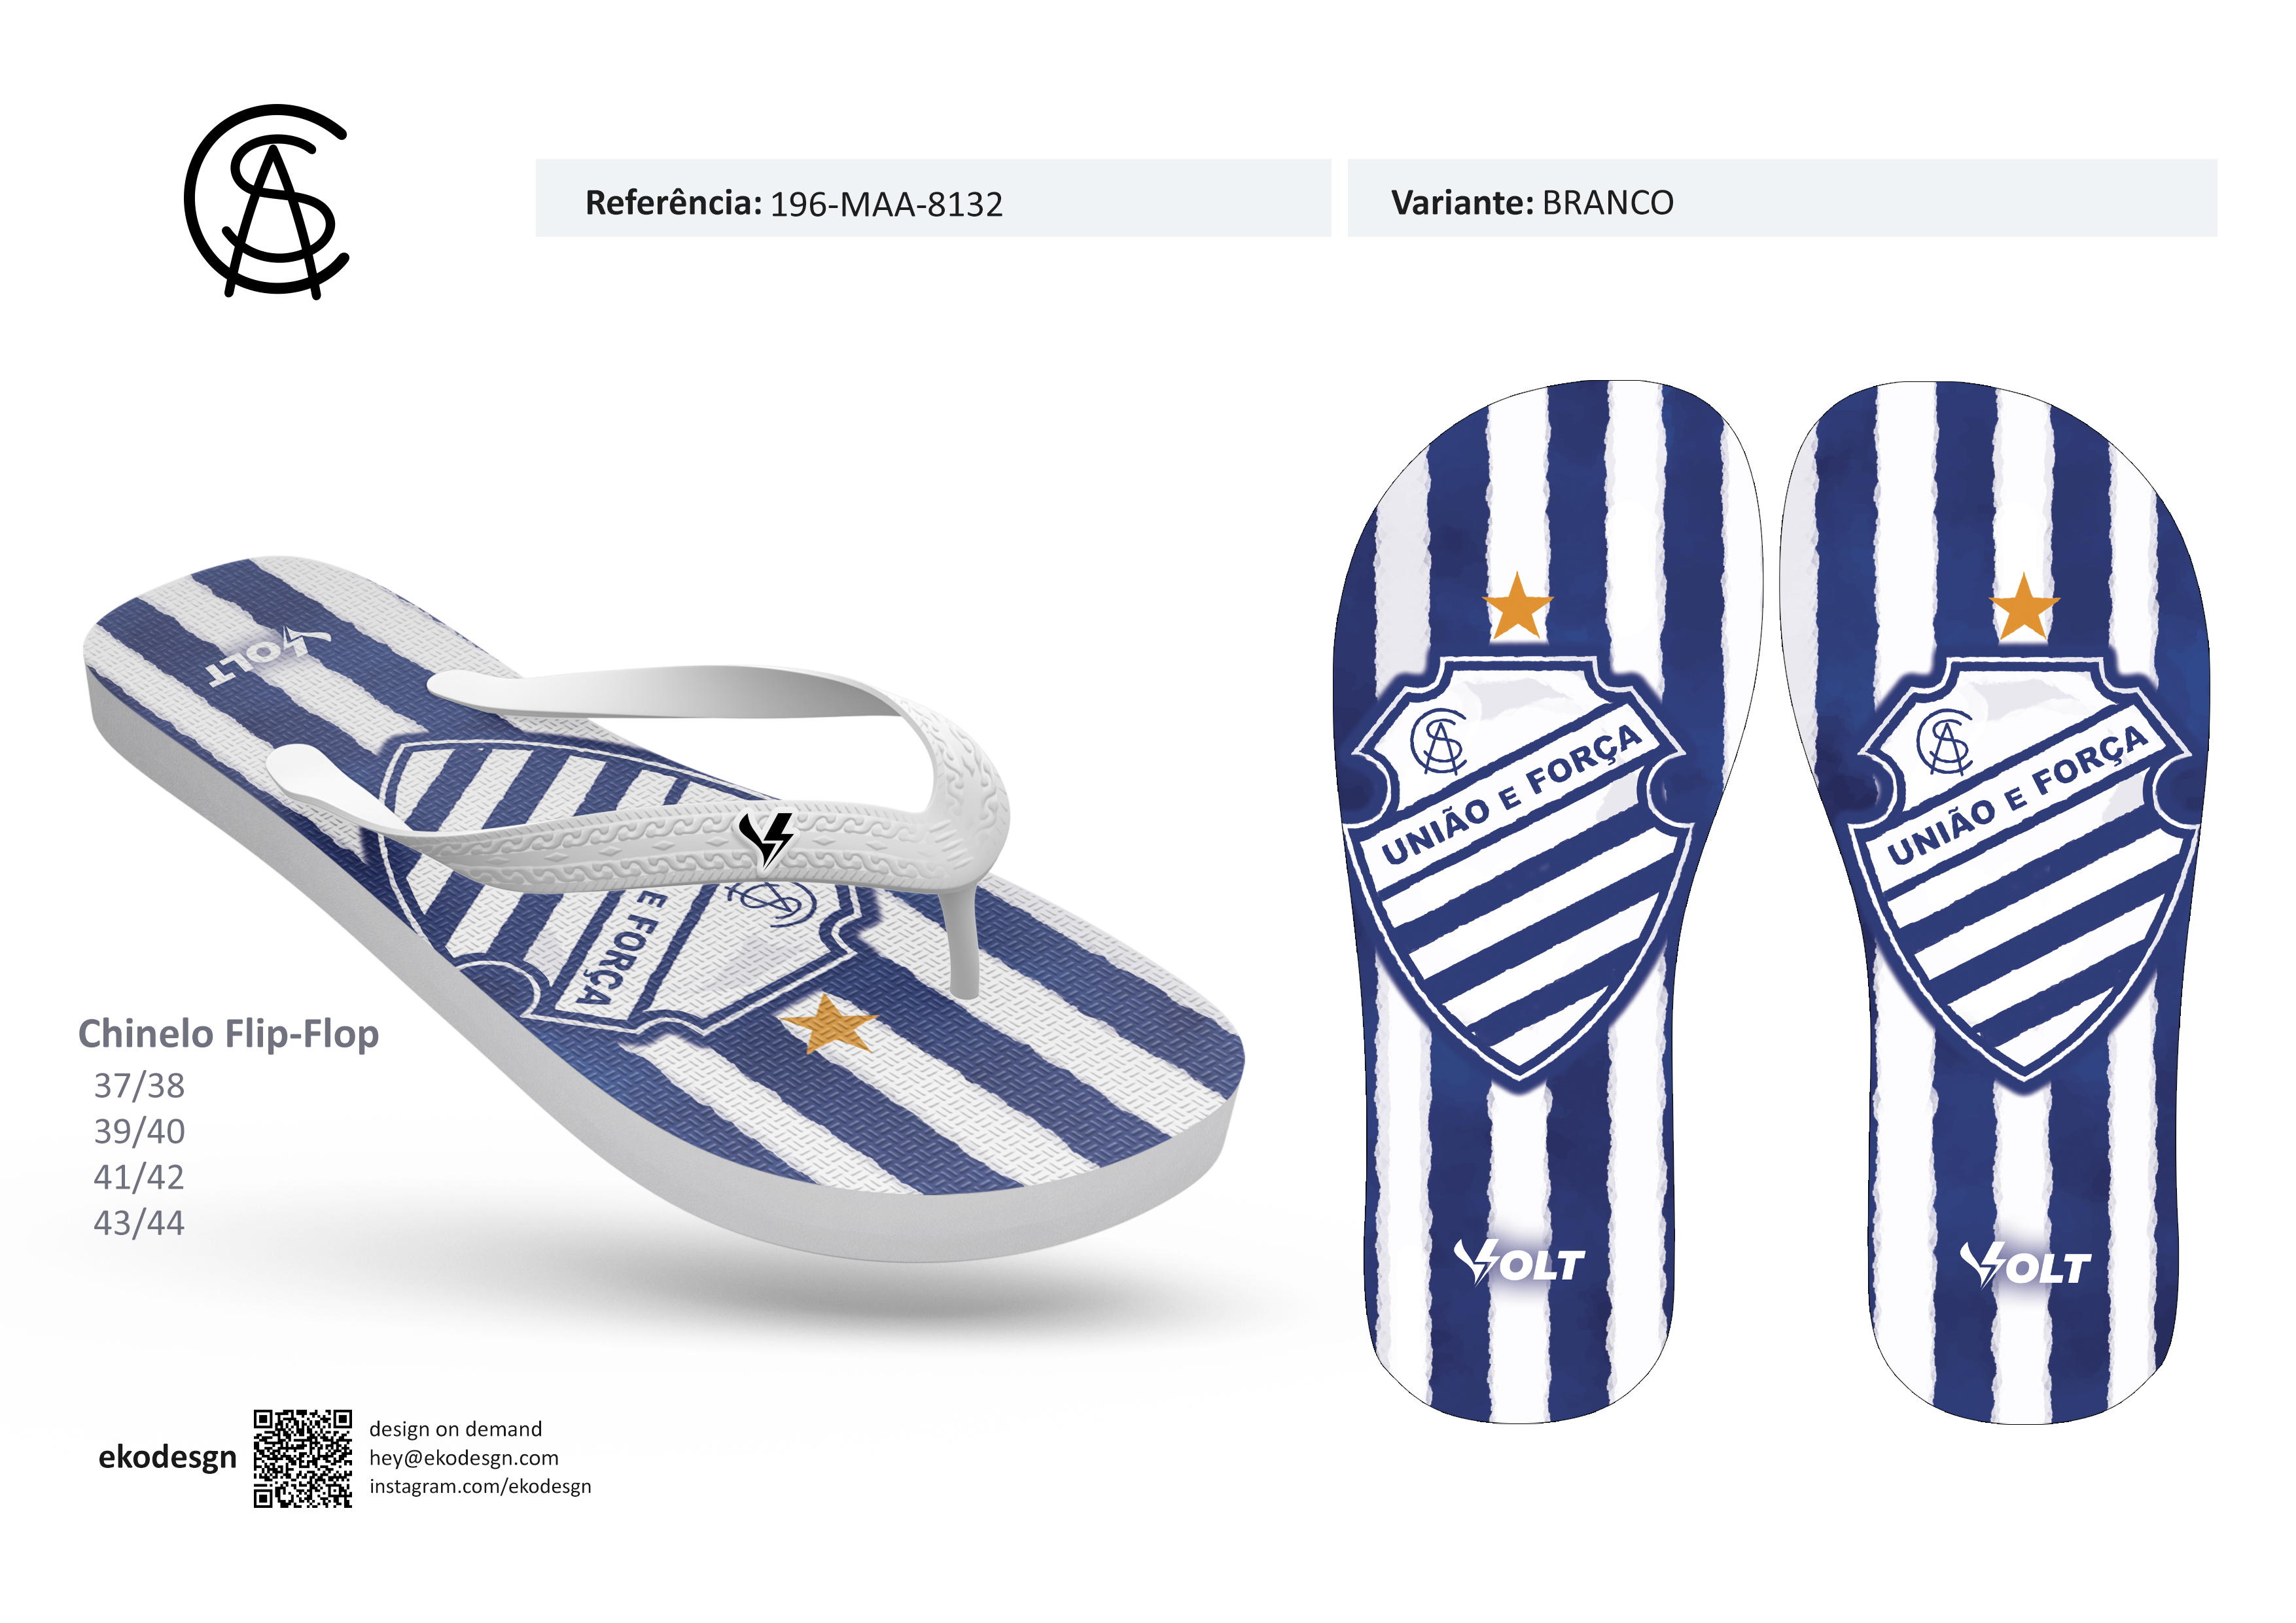 CSA
Referência: 196-MAA-8132
Variante: BRANCO
VOLT
E FORÇA
CSA
Chinelo Flip-Flop
37/38
39/40
41/42
43/44
CSA
UNIÃO E FORÇA
VOLT
CSA
UNIÃO E FORÇA
VOLT
ekodesgn
design on demand
hey@ekodesgn.com
instagram.com/ekodesgn